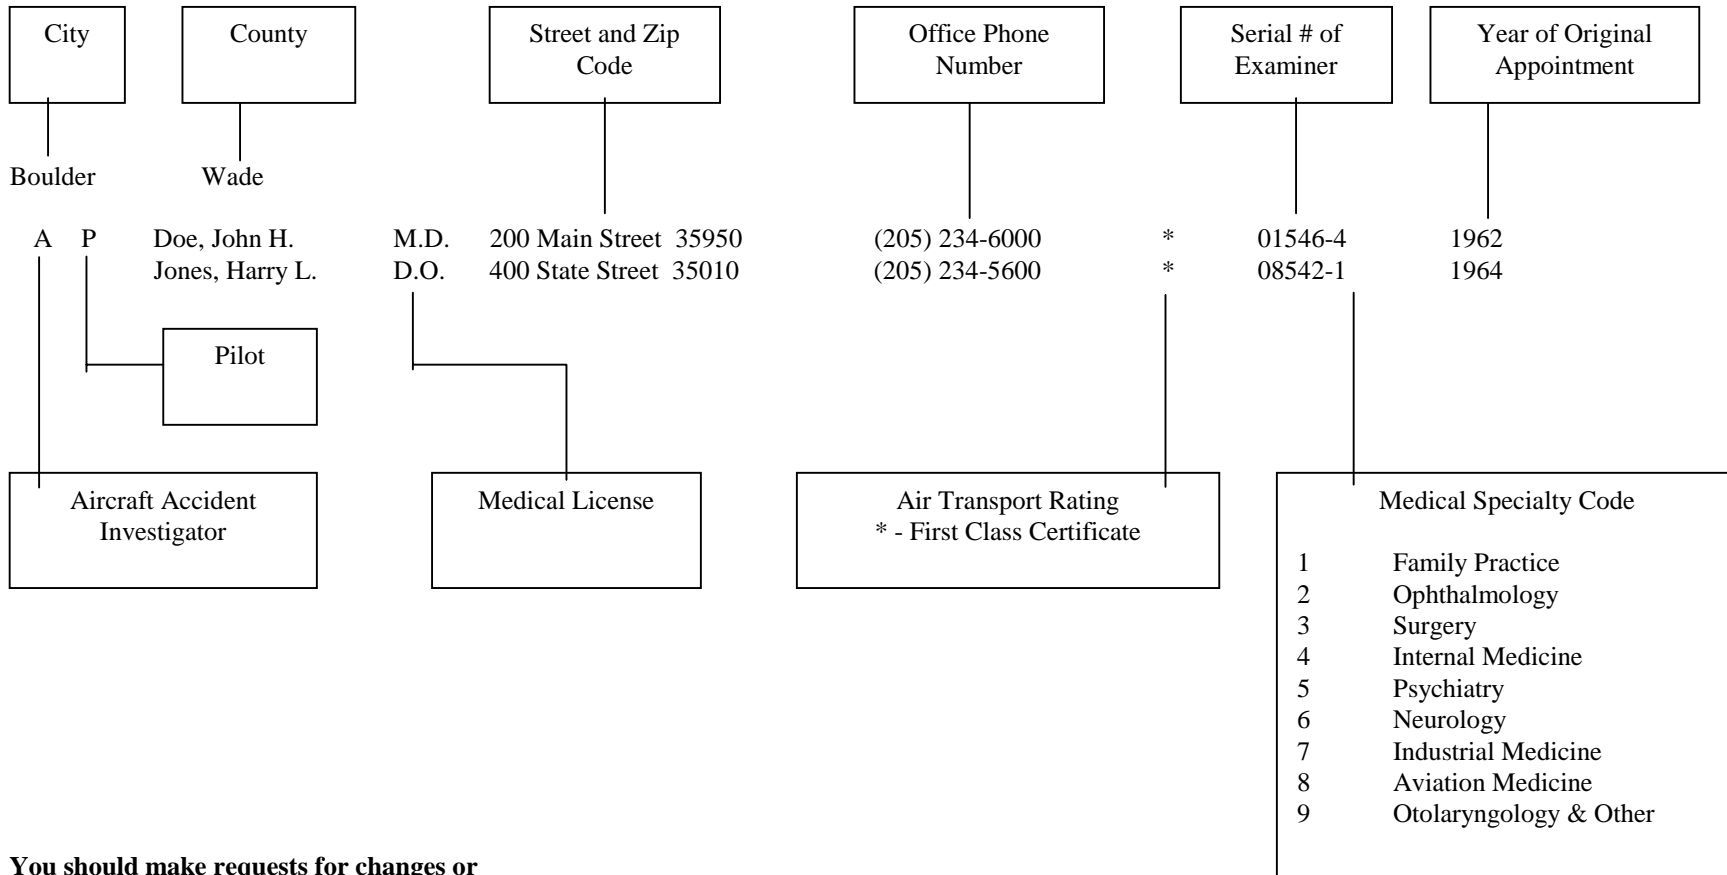 City
County
Street and Zip
Code
Office Phone
Number
Serial # of
Examiner
Year of Original
Appointment
Boulder Wade
A P Doe, John H. M.D. 200 Main Street 35950 (205) 234-6000 * 01546-4 1962
Jones, Harry L. D.O. 400 State Street 35010 (205) 234-5600 * 08542-1 1964
Pilot
Aircraft Accident
Investigator
Medical License
Air Transport Rating
* - First Class Certificate
Medical Specialty Code
1 Family Practice
2 Ophthalmology
3 Surgery
4 Internal Medicine
5 Psychiatry
6 Neurology
7 Industrial Medicine
8 Aviation Medicine
9 Otolaryngology & Other
You should make requests for changes or